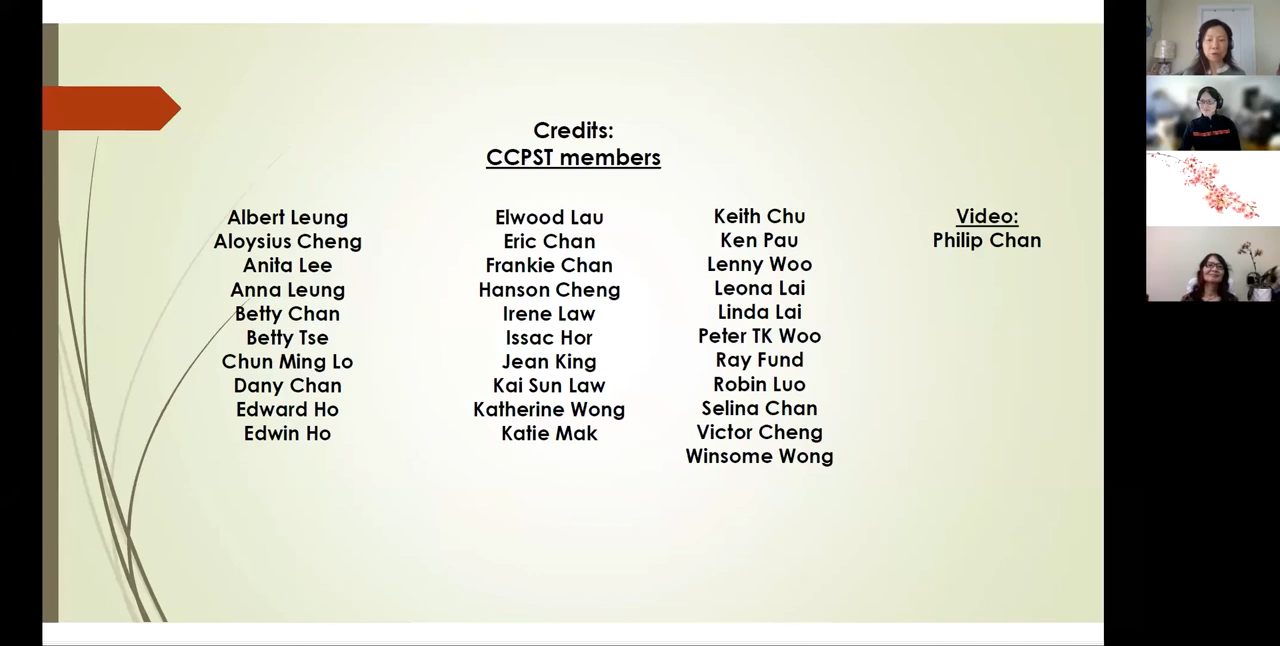 Credits:
CCPST members
Albert Leung
Aloysius Cheng
Anita Lee
Anna Leung
Betty Chan
Betty Tse
Chun Ming Lo
Dany Chan
Edward Ho
Edwin Ho
Elwood Lau
Eric Chan
Frankie Chan
Hanson Cheng
Irene Law
Issac Hor
Jean King
Kai Sun Law
Katherine Wong
Katie Mak
Keith Chu
Ken Pau
Lenny Woo
Leona Lai
Linda Lai
Peter TK Woo
Ray Fund
Robin Luo
Selina Chan
Victor Cheng
Winsome Wong
Video:
Philip Chan